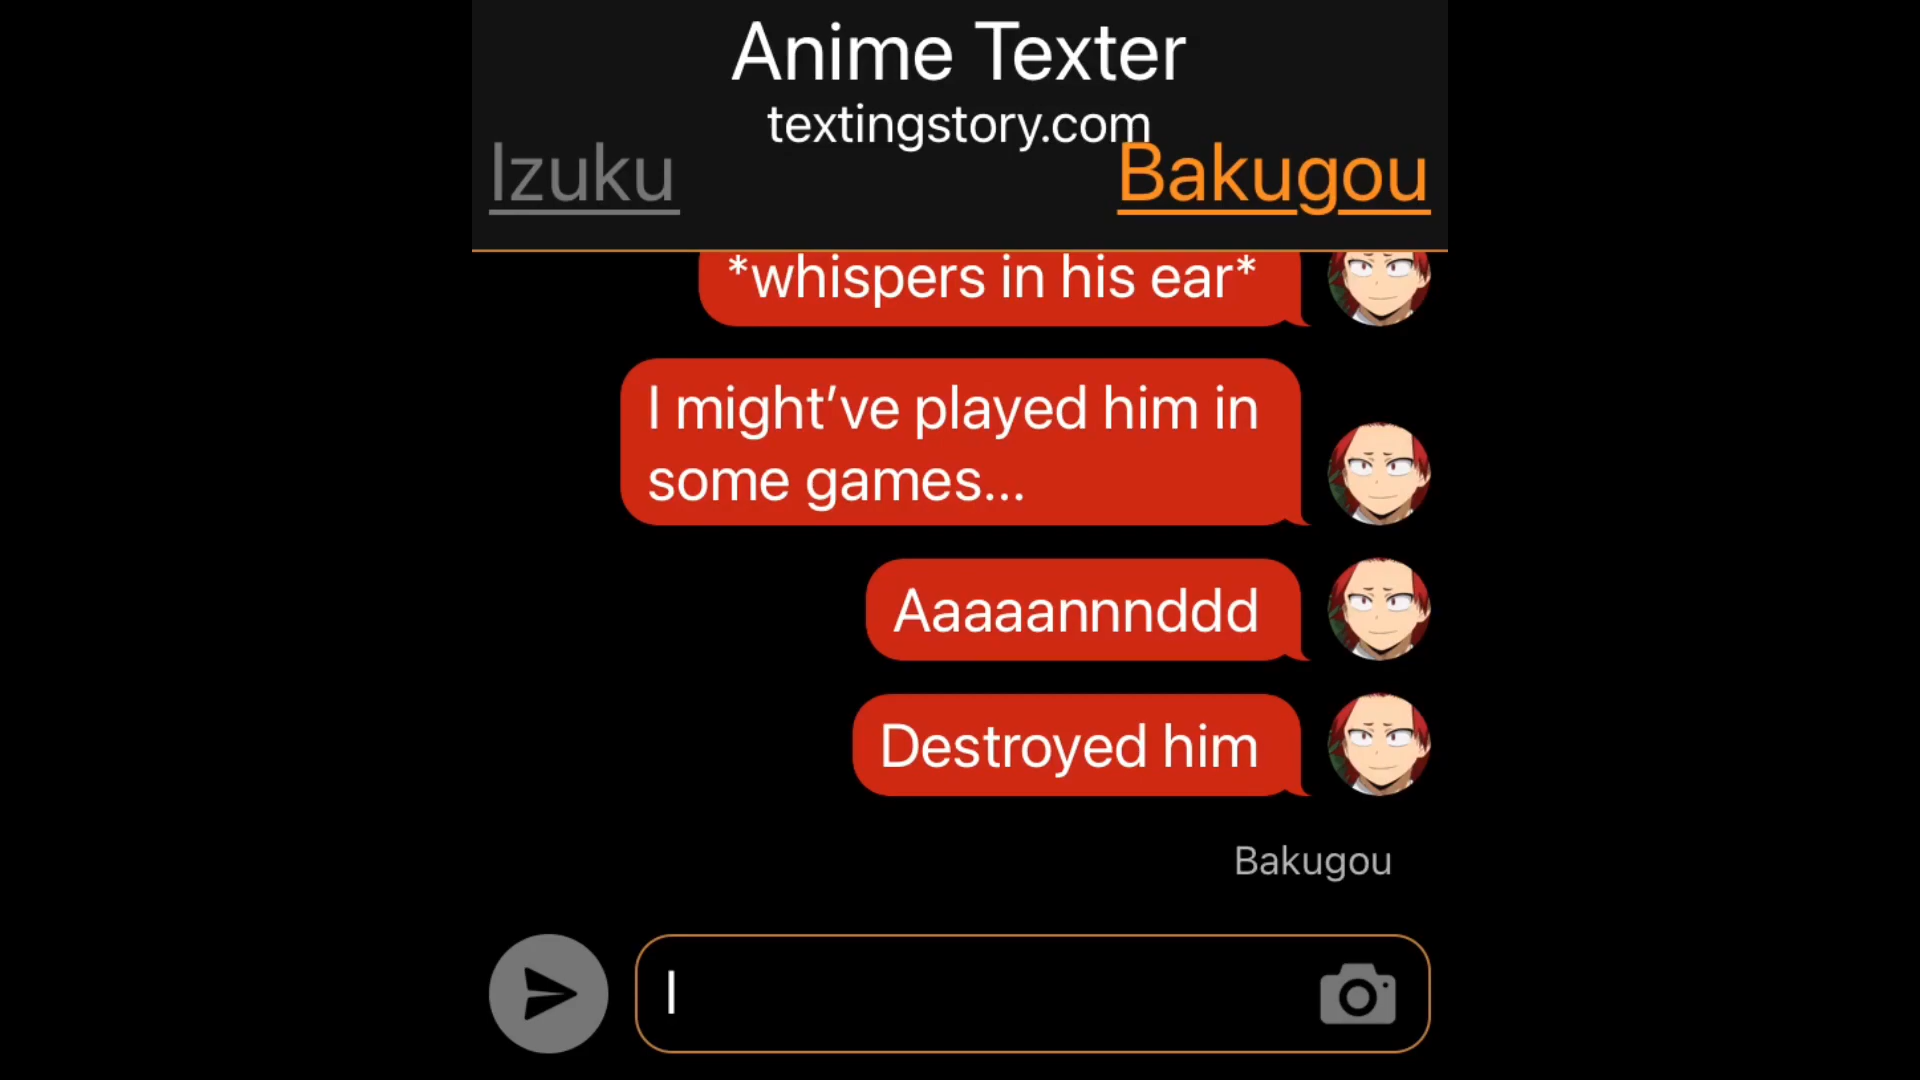 Anime Texter
textingstory.com
Izuku
Bakugou
*whispers in his ear*
I might’ve played him in
some games...
Aaaaannnddd
Destroyed him
Bakugou